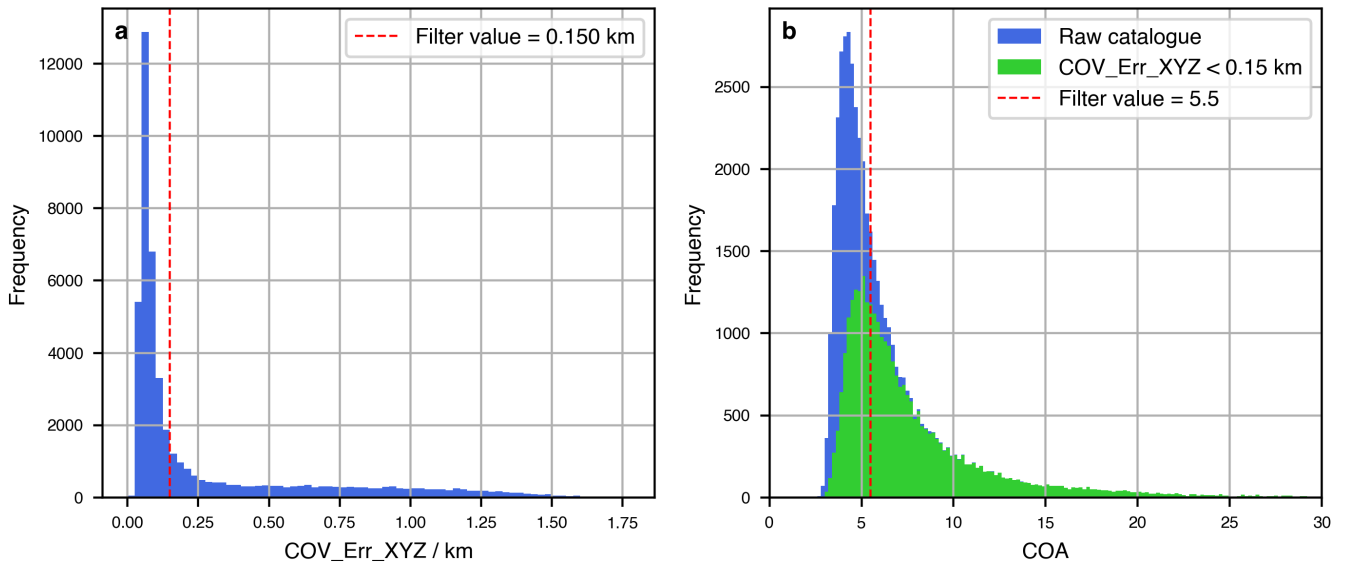 a
Filter value = 0.150 km
12000
10000
8000
6000
4000
2000
0
Frequency
0.00 0.25 0.50 0.75 1.00 1.25 1.50 1.75
COV_Err_XYZ / km
b
Raw catalogue
COV_Err_XYZ < 0.15 km
Filter value = 5.5
2500
2000
1500
1000
500
0
Frequency
0 5 10 15 20 25 30
COA